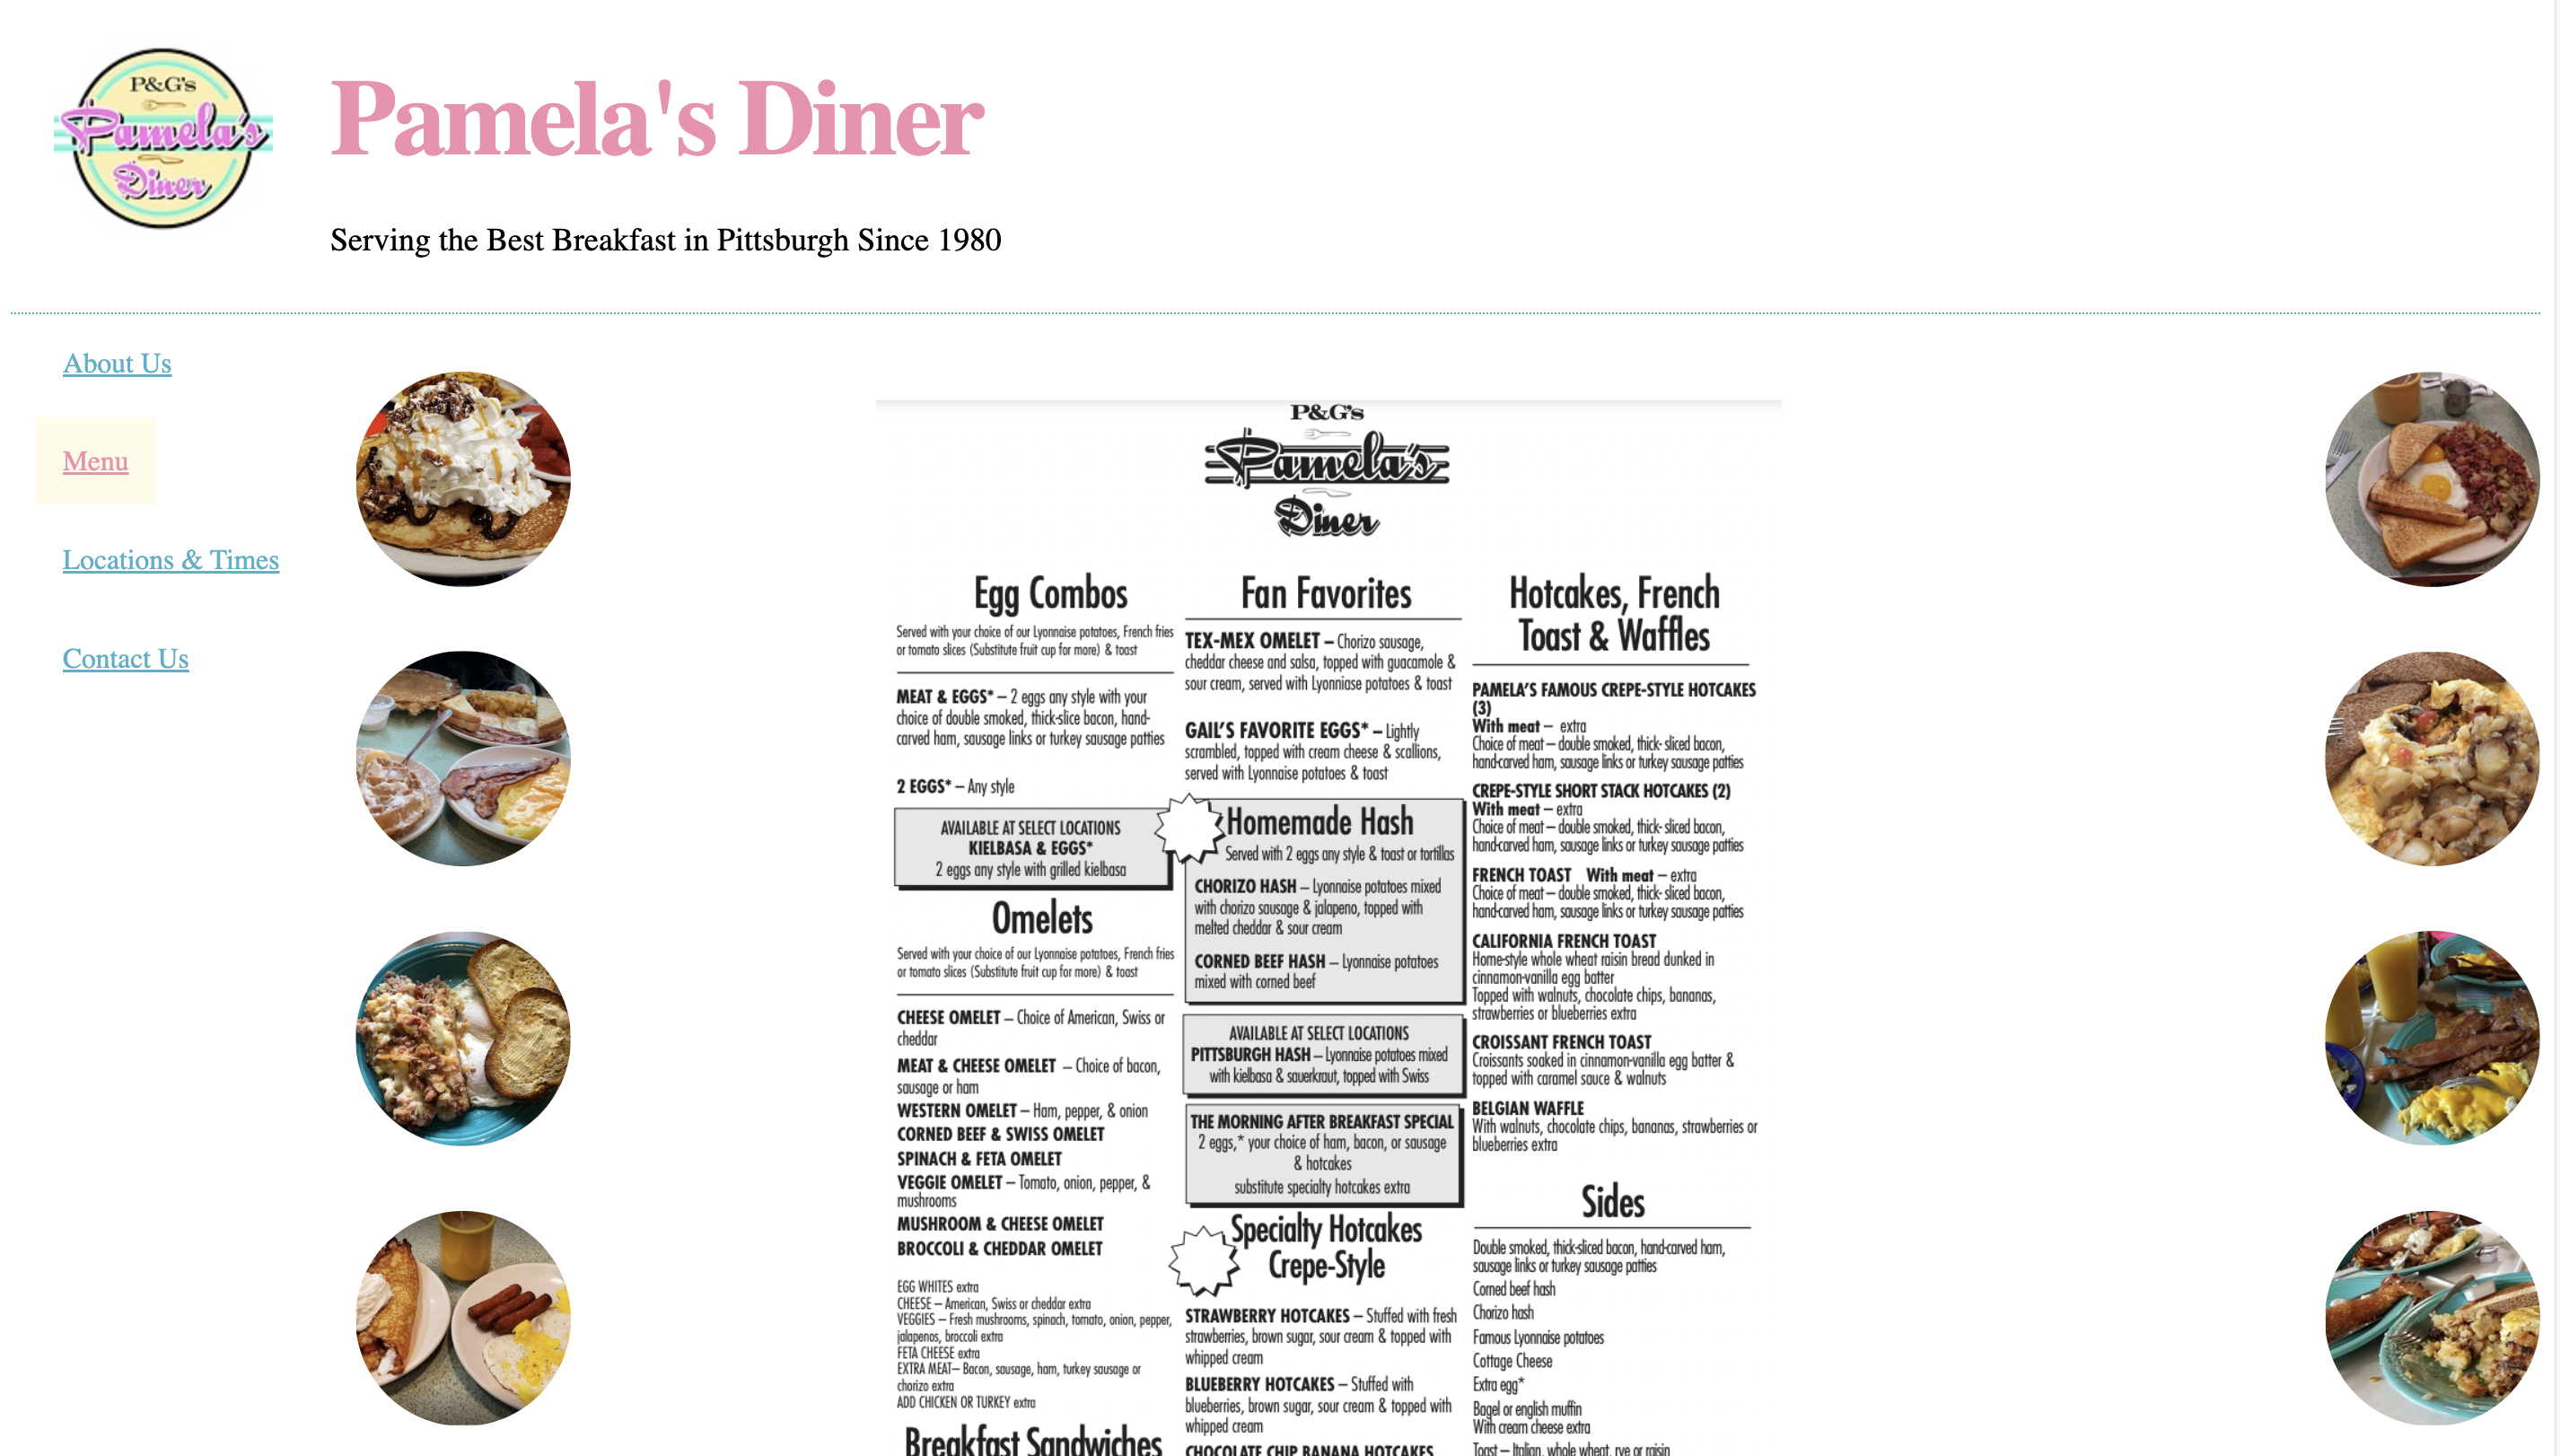 P&G's
Pamela's
Diner
Pamela's Diner
Serving the Best Breakfast in Pittsburgh Since 1980
About Us
Menu
Locations & Times
Contact Us
P&G's
Pamela's
Diner
Egg Combos
Served with your choice of our Lyonnaise potatoes, French fries
or tomato slices (Substitute fruit cup for more) & toast
MEAT & EGGS* – 2 eggs any style with your
choice of double smoked, thick-slice bacon, hand-
carved ham, sausage links or turkey sausage patties
2 EGGS* – Any style
AVAILABLE AT SELECT LOCATIONS
KIELBASA & EGGS*
2 eggs any style with grilled kielbasa
Omelets
Served with your choice of our Lyonnaise potatoes, French fries
or tomato slices (Substitute fruit cup for more) & toast
CHEESE OMELET – Choice of American, Swiss or
cheddar
MEAT & CHEESE OMELET – Choice of bacon,
sausage or ham
WESTERN OMELET – Ham, pepper, & onion
CORNED BEEF & SWISS OMELET
SPINACH & FETA OMELET
VEGGIE OMELET – Tomato, onion, pepper, &
mushrooms
MUSHROOM & CHEESE OMELET
BROCCOLI & CHEDDAR OMELET
EGG WHITES extra
CHEESE – American, Swiss or cheddar extra
VEGGIES – Fresh mushrooms, spinach, tomato, onion, pepper,
jalapenos, broccoli extra
FETA CHEESE extra
EXTRA MEAT– Bacon, sausage, ham, turkey sausage or
chorizo extra
ADD CHICKEN OR TURKEY extra
Breakfast Sandwiches
Fan Favorites
TEX-MEX OMELET – Chorizo sausage,
cheddar cheese and salsa, topped with guacamole &
sour cream, served with Lyonniase potatoes & toast
GAIL'S FAVORITE EGGS* – Lightly
scrambled, topped with cream cheese & scallions,
served with Lyonnaise potatoes & toast
Homemade Hash
Served with 2 eggs any style & toast or tortillas
CHORIZO HASH – Lyonnaise potatoes mixed
with chorizo sausage & jalapeno, topped with
melted cheddar & sour cream
CORNED BEEF HASH – Lyonnaise potatoes
mixed with corned beef
AVAILABLE AT SELECT LOCATIONS
PITTSBURGH HASH – Lyonnaise potatoes mixed
with kielbasa & sauerkraut, topped with Swiss
THE MORNING AFTER BREAKFAST SPECIAL
2 eggs,* your choice of ham, bacon, or sausage
& hotcakes
substitute specialty hotcakes extra
Specialty Hotcakes
Crepe-Style
STRAWBERRY HOTCAKES – Stuffed with fresh
strawberries, brown sugar, sour cream & topped with
whipped cream
BLUEBERRY HOTCAKES – Stuffed with
blueberries, brown sugar, sour cream & topped with
whipped cream
CHOCOLATE CHIP BANANA HOTCAKES
Hotcakes, French
Toast & Waffles
PAMELA'S FAMOUS CREPE-STYLE HOTCAKES
(3)
With meat – extra
Choice of meat – double smoked, thick- sliced bacon,
hand-carved ham, sausage links or turkey sausage patties
CREPE-STYLE SHORT STACK HOTCAKES (2)
With meat – extra
Choice of meat – double smoked, thick- sliced bacon,
hand-carved ham, sausage links or turkey sausage patties
FRENCH TOAST With meat – extra
Choice of meat – double smoked, thick- sliced bacon,
hand-carved ham, sausage links or turkey sausage patties
CALIFORNIA FRENCH TOAST
Home-style whole wheat raisin bread dunked in
cinnamon-vanilla egg batter
Topped with walnuts, chocolate chips, bananas,
strawberries or blueberries extra
CROISSANT FRENCH TOAST
Croissants soaked in cinnamon-vanilla egg batter &
topped with caramel sauce & walnuts
BELGIAN WAFFLE
With walnuts, chocolate chips, bananas, strawberries or
blueberries extra
Sides
Double smoked, thick-sliced bacon, hand-carved ham,
sausage links or turkey sausage patties
Corned beef hash
Chorizo hash
Famous Lyonnaise potatoes
Cottage Cheese
Extra egg*
Bagel or english muffin
With cream cheese extra
Toast – Italian, whole wheat, rye or raisin